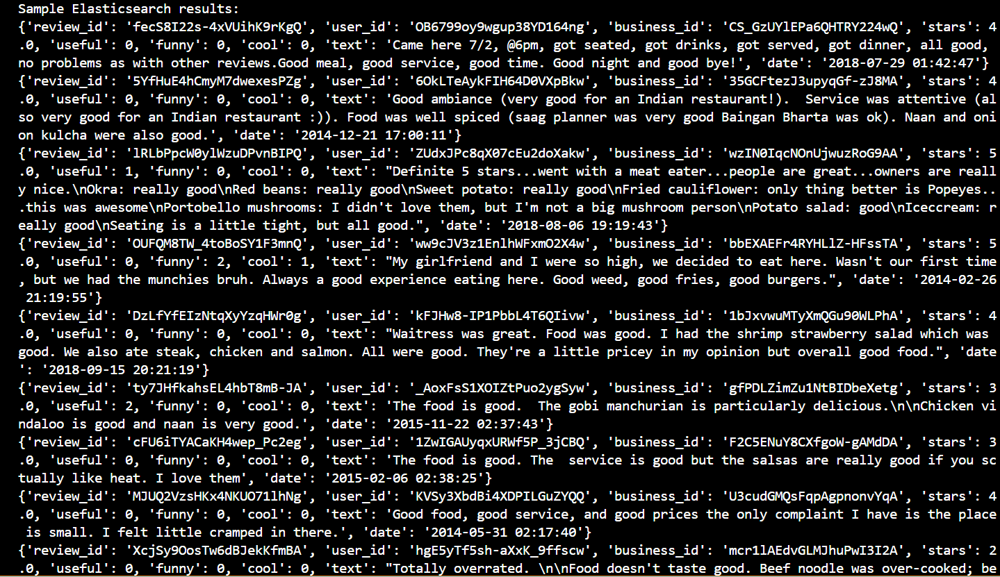 Sample Elasticsearch results:
{'review_id': 'fecS8I22s-4xVUihK9rKgQ', 'user_id': 'OB6799oy9wgup38YD164ng', 'business_id': 'CS_GzUYlEPa6QHTRY224wQ', 'stars': 4
.0, 'useful': 0, 'funny': 0, 'cool': 0, 'text': 'Came here 7/2, @6pm, got seated, got drinks, got served, got dinner, all good,
no problems as with other reviews.Good meal, good service, good time. Good night and good bye!', 'date': '2018-07-29 01:42:47'}
{'review_id': '5YfHuE4hCmyM7dwexesPZg', 'user_id': '6OkLTeAykFIH64D0VXpBkw', 'business_id': '35GCFtezJ3upyqGf-zJ8MA', 'stars': 4
.0, 'useful': 0, 'funny': 0, 'cool': 0, 'text': 'Good ambiance (very good for an Indian restaurant!).  Service was attentive (al
so very good for an Indian restaurant :)). Food was well spiced (saag planner was very good Baingan Bharta was ok). Naan and oni
on kulcha were also good.', 'date': '2014-12-21 17:00:11'}
{'review_id': 'lRLbPpcW0ylWzuDPvnBIPQ', 'user_id': 'ZUdxJPc8qX07cEu2doXakw', 'business_id': 'wzIN0IqcNOnUjwuzRoG9AA', 'stars': 5
.0, 'useful': 1, 'funny': 0, 'cool': 0, 'text': "Definite 5 stars...went with a meat eater...people are great...owners are reall
y nice.\nOkra: really good\nRed beans: really good\nSweet potato: really good\nFried cauliflower: only thing better is Popeyes..
.this was awesome\nPortobello mushrooms: I didn't love them, but I'm not a big mushroom person\nPotato salad: good\nIceccream: r
eally good\nSeating is a little tight, but all good.", 'date': '2018-08-06 19:19:43'}
{'review_id': 'OUFQM8TW_4toBoSY1F3mnQ', 'user_id': 'ww9cJV3z1EnlhWFxmO2X4w', 'business_id': 'bbEXAEFr4RYHLlZ-HFssTA', 'stars': 5
.0, 'useful': 0, 'funny': 2, 'cool': 1, 'text': "My girlfriend and I were so high, we decided to eat here. Wasn't our first time
, but we had the munchies bruh. Always a good experience eating here. Good weed, good fries, good burgers.", 'date': '2014-02-26
21:19:55'}
{'review_id': 'DzLfYfEIzNtqXyYzqHWr0g', 'user_id': 'kFJHw8-IP1PbbL4T6QIivw', 'business_id': '1bJxvwuMTyXmQGu90WLPhA', 'stars': 4
.0, 'useful': 0, 'funny': 0, 'cool': 0, 'text': "Waitress was great. Food was good. I had the shrimp strawberry salad which was
good. We also ate steak, chicken and salmon. All were good. They're a little pricey in my opinion but overall good food.", 'date
': '2018-09-15 20:21:19'}
{'review_id': 'ty7JHfkahsEL4hbT8mB-JA', 'user_id': '_AoxFsS1XOIZtPuo2ygSyw', 'business_id': 'gfPDLZimZu1NtBIDbeXetg', 'stars': 3
.0, 'useful': 2, 'funny': 0, 'cool': 0, 'text': 'The food is good.  The gobi manchurian is particularly delicious.\n\nChicken vi
ndaloo is good and naan is very good.', 'date': '2015-11-22 02:37:43'}
{'review_id': 'cFU6iTYACaKH4wep_Pc2eg', 'user_id': '1ZwIGAUyqxURWf5P_3jCBQ', 'business_id': 'F2C5ENuY8CXfgoW-gAMdDA', 'stars': 3
.0, 'useful': 0, 'funny': 0, 'cool': 0, 'text': 'The food is good. The  service is good but the salsas are really good if you sc
tually like heat. I love them', 'date': '2015-02-06 02:38:25'}
{'review_id': 'MJUQ2VzsHKx4NKUO71lhNg', 'user_id': 'KVSy3XbdBi4XDPILGuZYQQ', 'business_id': 'U3cudGMQsFqpAgpnonvYqA', 'stars': 4
.0, 'useful': 0, 'funny': 0, 'cool': 0, 'text': 'Good food, good service, and good prices the only complaint I have is the place
is small. I felt little cramped in there.', 'date': '2014-05-31 02:17:40'}
{'review_id': 'XcjSy9OosTw6dBJekKfmBA', 'user_id': 'hgE5yTf5sh-aXxK_9ffscw', 'business_id': 'mcr1lAEdvGLMJhuPwI3I2A', 'stars': 2
.0, 'useful': 0, 'funny': 0, 'cool': 0, 'text': "Totally overrated. \n\nFood doesn't taste good. Beef noodle was over-cooked; be